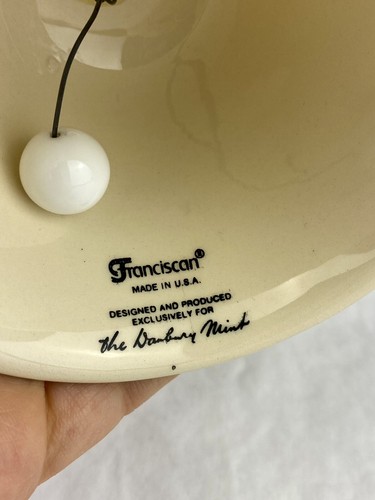 Franciscan®
MADE IN U.S.A.
DESIGNED AND PRODUCED
EXCLUSIVELY FOR
the Danbury Mint